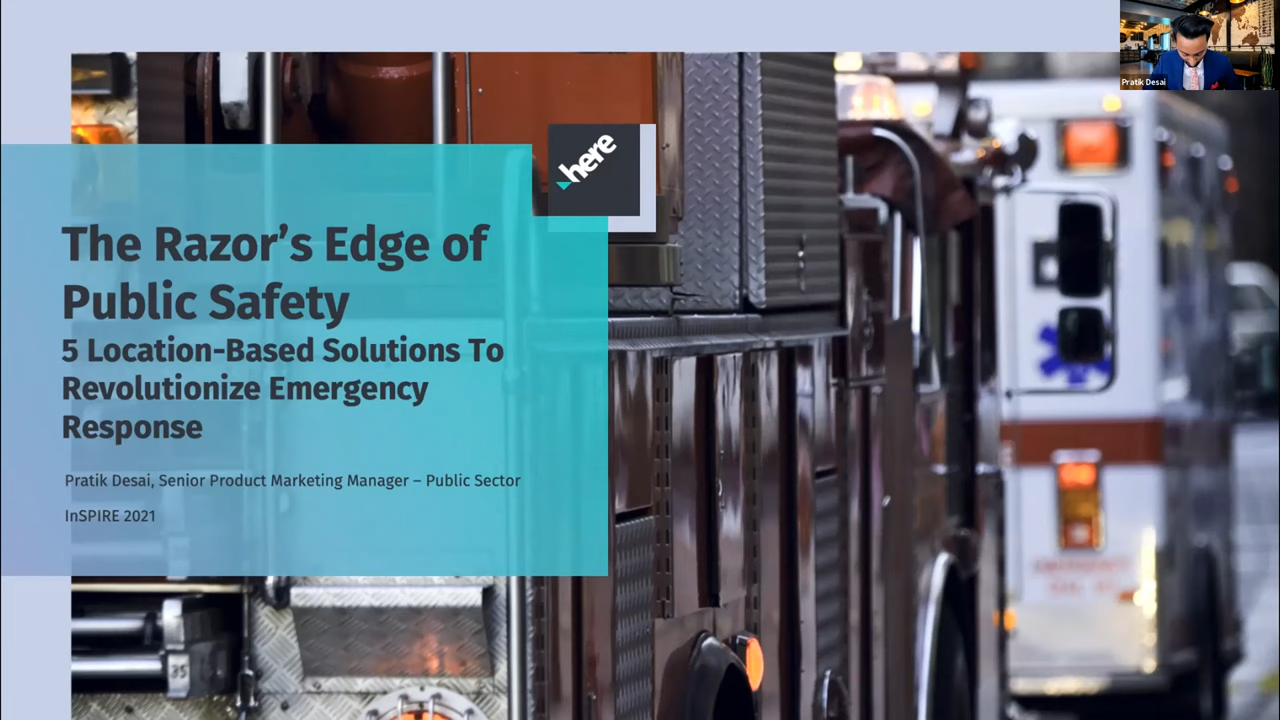 Pratik Desai
here
The Razor's Edge of
Public Safety
5 Location-Based Solutions To
Revolutionize Emergency
Response
Pratik Desai, Senior Product Marketing Manager – Public Sector
InSPIRE 2021
35